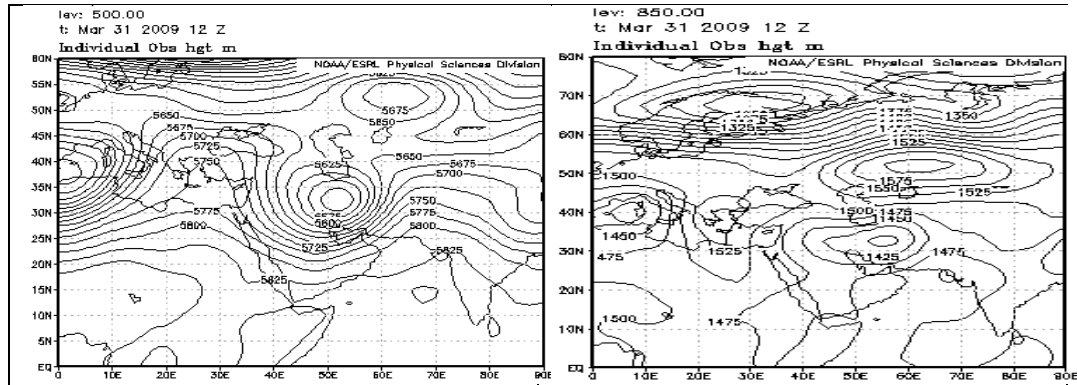 lev: 500.00
t: Mar 31 2009 12 Z
Individual Obs hgt m
NOAA/ESRL Physical Sciences Division
60N
55N
50N
45N
40N
35N
30N
25N
20N
15N
10N
5N
EQ
0
10E
20E
30E
40E
50E
60E
70E
80E
5675
5650
5850
5675
5700
5725
5750
5625
5650
5675
5700
5750
5775
5800
5775
5800
5600
5725
5825
5625
lev: 850.00
t: Mar 31 2009 12 Z
Individual Obs hgt m
NOAA/ESRL Physical Sciences Division
80N
70N
60N
50N
40N
30N
20N
10N
EQ
0
10E
20E
30E
40E
50E
60E
70E
80E
1325
1350
1525
1500
1575
1550
1525
1500
1475
1450
1450
475
1525
1425
1475
1500
1475